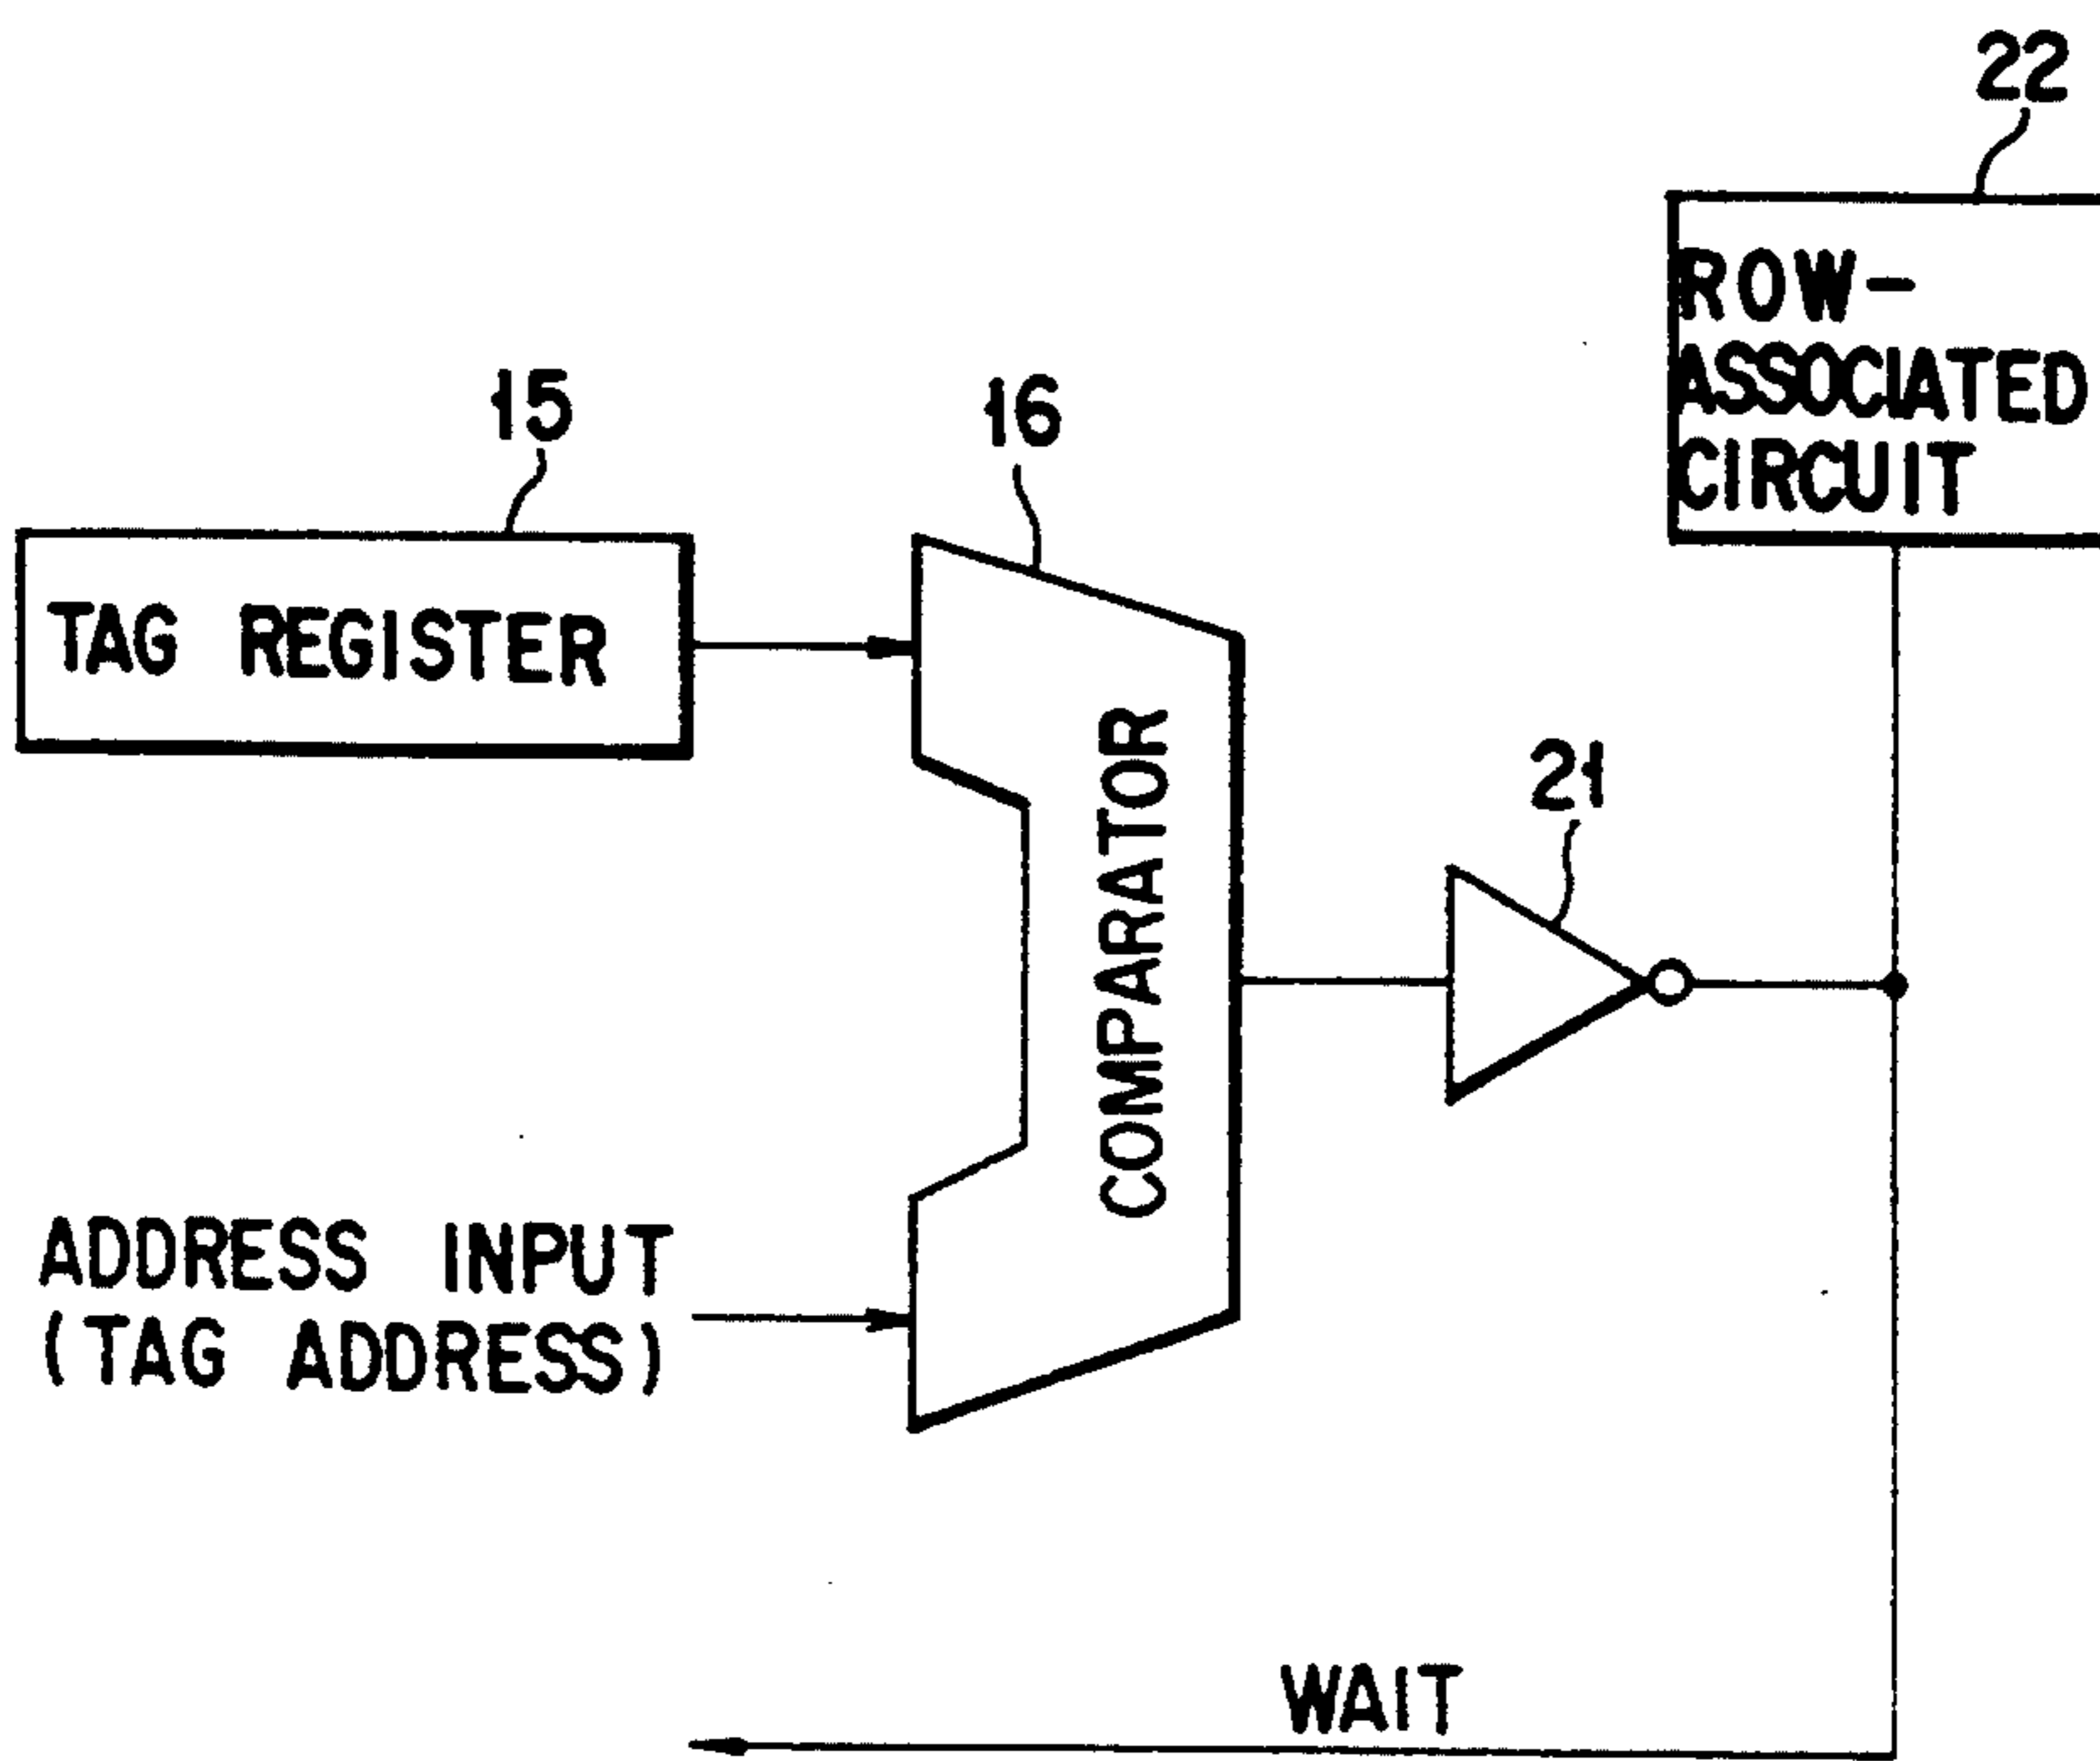 22
ROW-
ASSOCIATED
CIRCUIT
15
16
TAG REGISTER
COMPARATOR
21
ADDRESS INPUT
(TAG ADDRESS)
WAIT